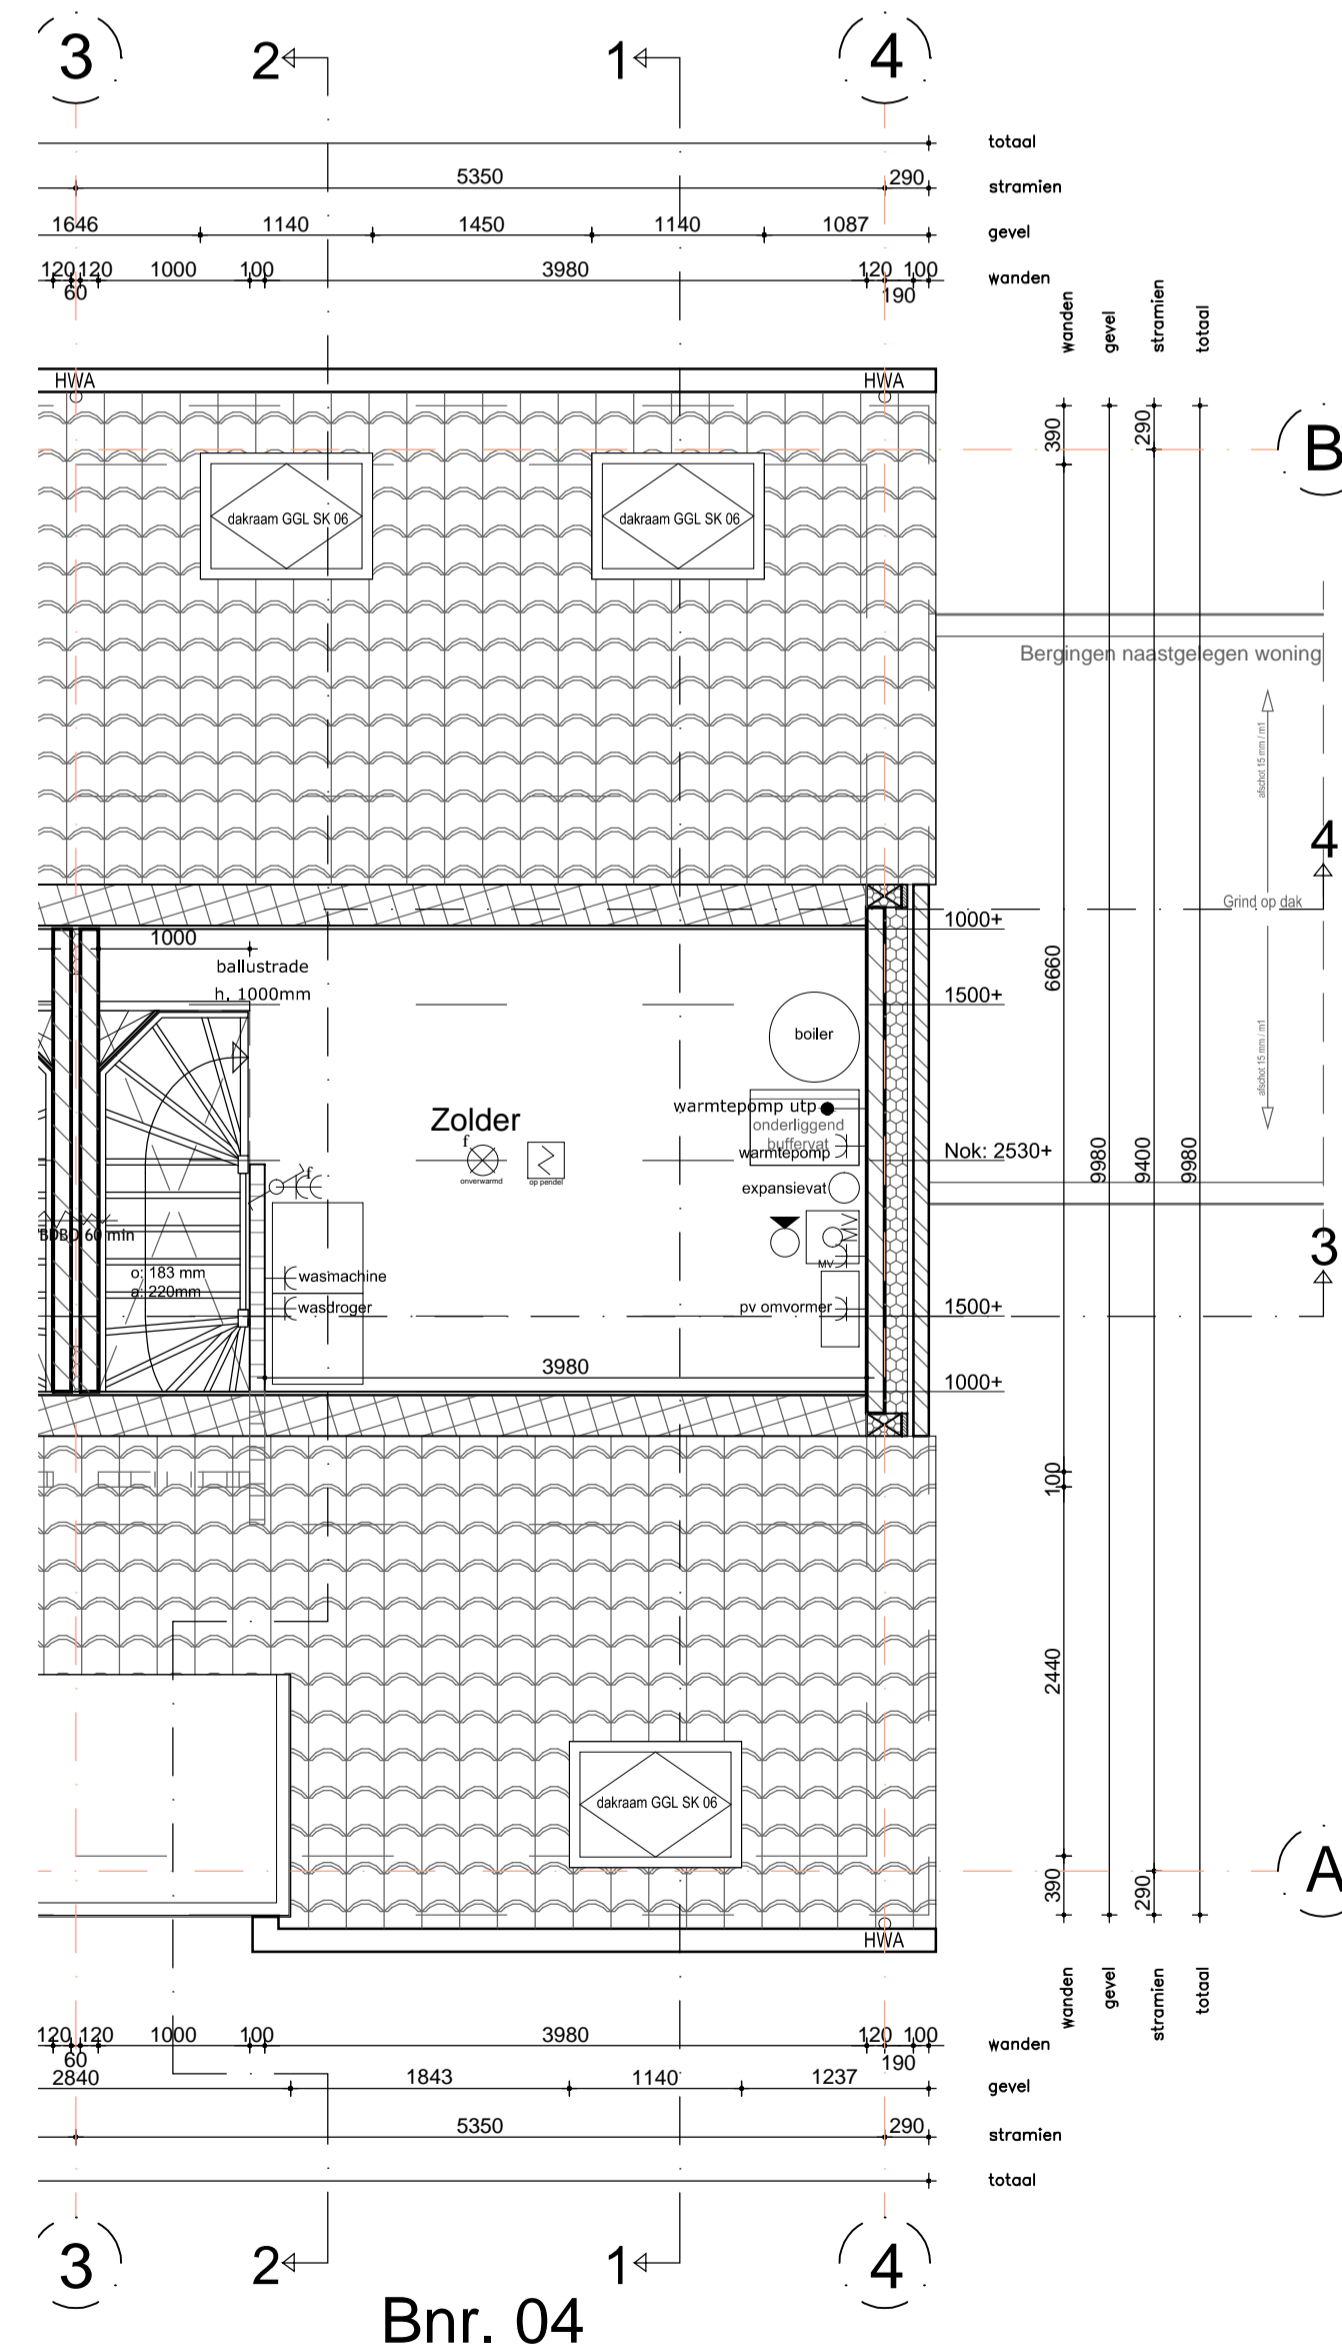 3 2 1 4
totaal
5350 290 stramien
1646 1140 1450 1140 1087 gevel
120 120 1000 100 3980 120 100 wanden
60 190
wanden gevel stramien totaal
HWA HWA
390 290
B
dakraam GGL SK 06 dakraam GGL SK 06
Bergingen naastgelegen woning
afschot 15 mm / m1
4
Grind op dak
1000+
1000
ballustrade
h. 1000mm
6660
1500+
boiler
afschot 15 mm / m1
warmtepomp utp
Zolder
onderliggend
buffervat
f
warmtepomp
Nok: 2530+
9980 9400 9980
onverwarmd op pendel
f
expansievat
MV
BDBO 60 min
3
MV
o: 183 mm
a: 220mm
wasmachine
wasdroger
pv omvormer
1500+
3980
1000+
100
2440
dakraam GGL SK 06
A
390 290
HWA
wanden gevel stramien totaal
120 120 1000 100 3980 120 100 wanden
60 190
2840 1843 1140 1237 gevel
5350 290 stramien
totaal
3 2 1 4
Bnr. 04